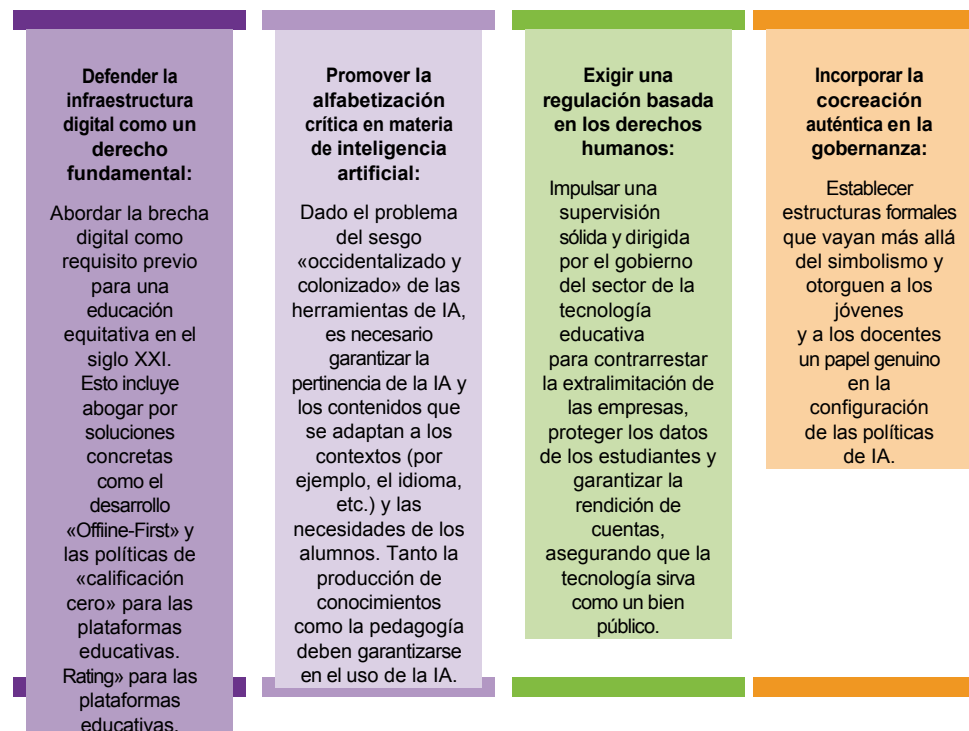 Defender la
infraestructura
digital como un
derecho
fundamental:
Abordar la brecha
digital como
requisito previo
para una
educación
equitativa en el
siglo XXI.
Esto incluye
abogar por
soluciones
concretas
como el
desarrollo
«Offiine-First» y
las políticas de
«calificación
cero» para las
plataformas
educativas.
Rating» para las
plataformas
educativas.
Promover la
alfabetización
crítica en materia
de inteligencia
artificial:
Dado el problema
del sesgo
«occidentalizado y
colonizado» de las
herramientas de IA,
es necesario
garantizar la
pertinencia de la IA y
los contenidos que
se adaptan a los
contextos (por
ejemplo, el idioma,
etc.) y las
necesidades de los
alumnos. Tanto la
producción de
conocimientos
como la pedagogía
deben garantizarse
en el uso de la IA.
Exigir una
regulación basada
en los derechos
humanos:
Impulsar una
supervisión
sólida y dirigida
por el gobierno
del sector de la
tecnología
educativa
para contrarrestar
la extralimitación de
las empresas,
proteger los datos
de los estudiantes y
garantizar la
rendición de
cuentas,
asegurando que la
tecnología sirva
como un bien
público.
Incorporar la
cocreación
auténtica en la
gobernanza:
Establecer
estructuras formales
que vayan más allá
del simbolismo y
otorguen a los
jóvenes
y a los docentes
un papel genuino
en la
configuración
de las políticas
de IA.